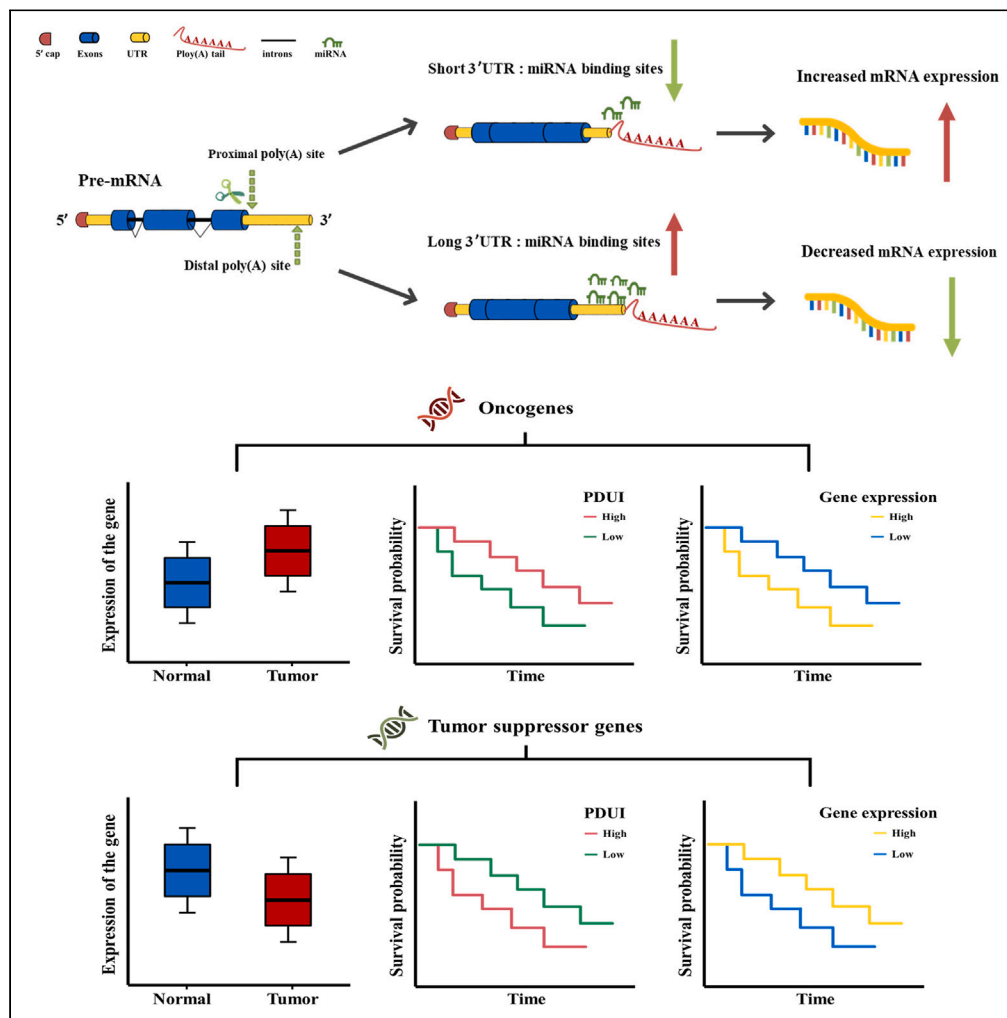 5′ cap
Exons
UTR
Ploy(A) tail
introns
miRNA
AAAAAA
Short 3′UTR : miRNA binding sites
Increased mRNA expression
AAAAAA
Proximal poly(A) site
Pre-mRNA
5′
3′
Distal poly(A) site
Long 3′UTR : miRNA binding sites
Decreased mRNA expression
AAAAAA
Oncogenes
Expression of the gene
Normal
Tumor
Survival probability
PDUI
High
Low
Time
Survival probability
Gene expression
High
Low
Time
Tumor suppressor genes
Expression of the gene
Normal
Tumor
Survival probability
PDUI
High
Low
Time
Survival probability
Gene expression
High
Low
Time